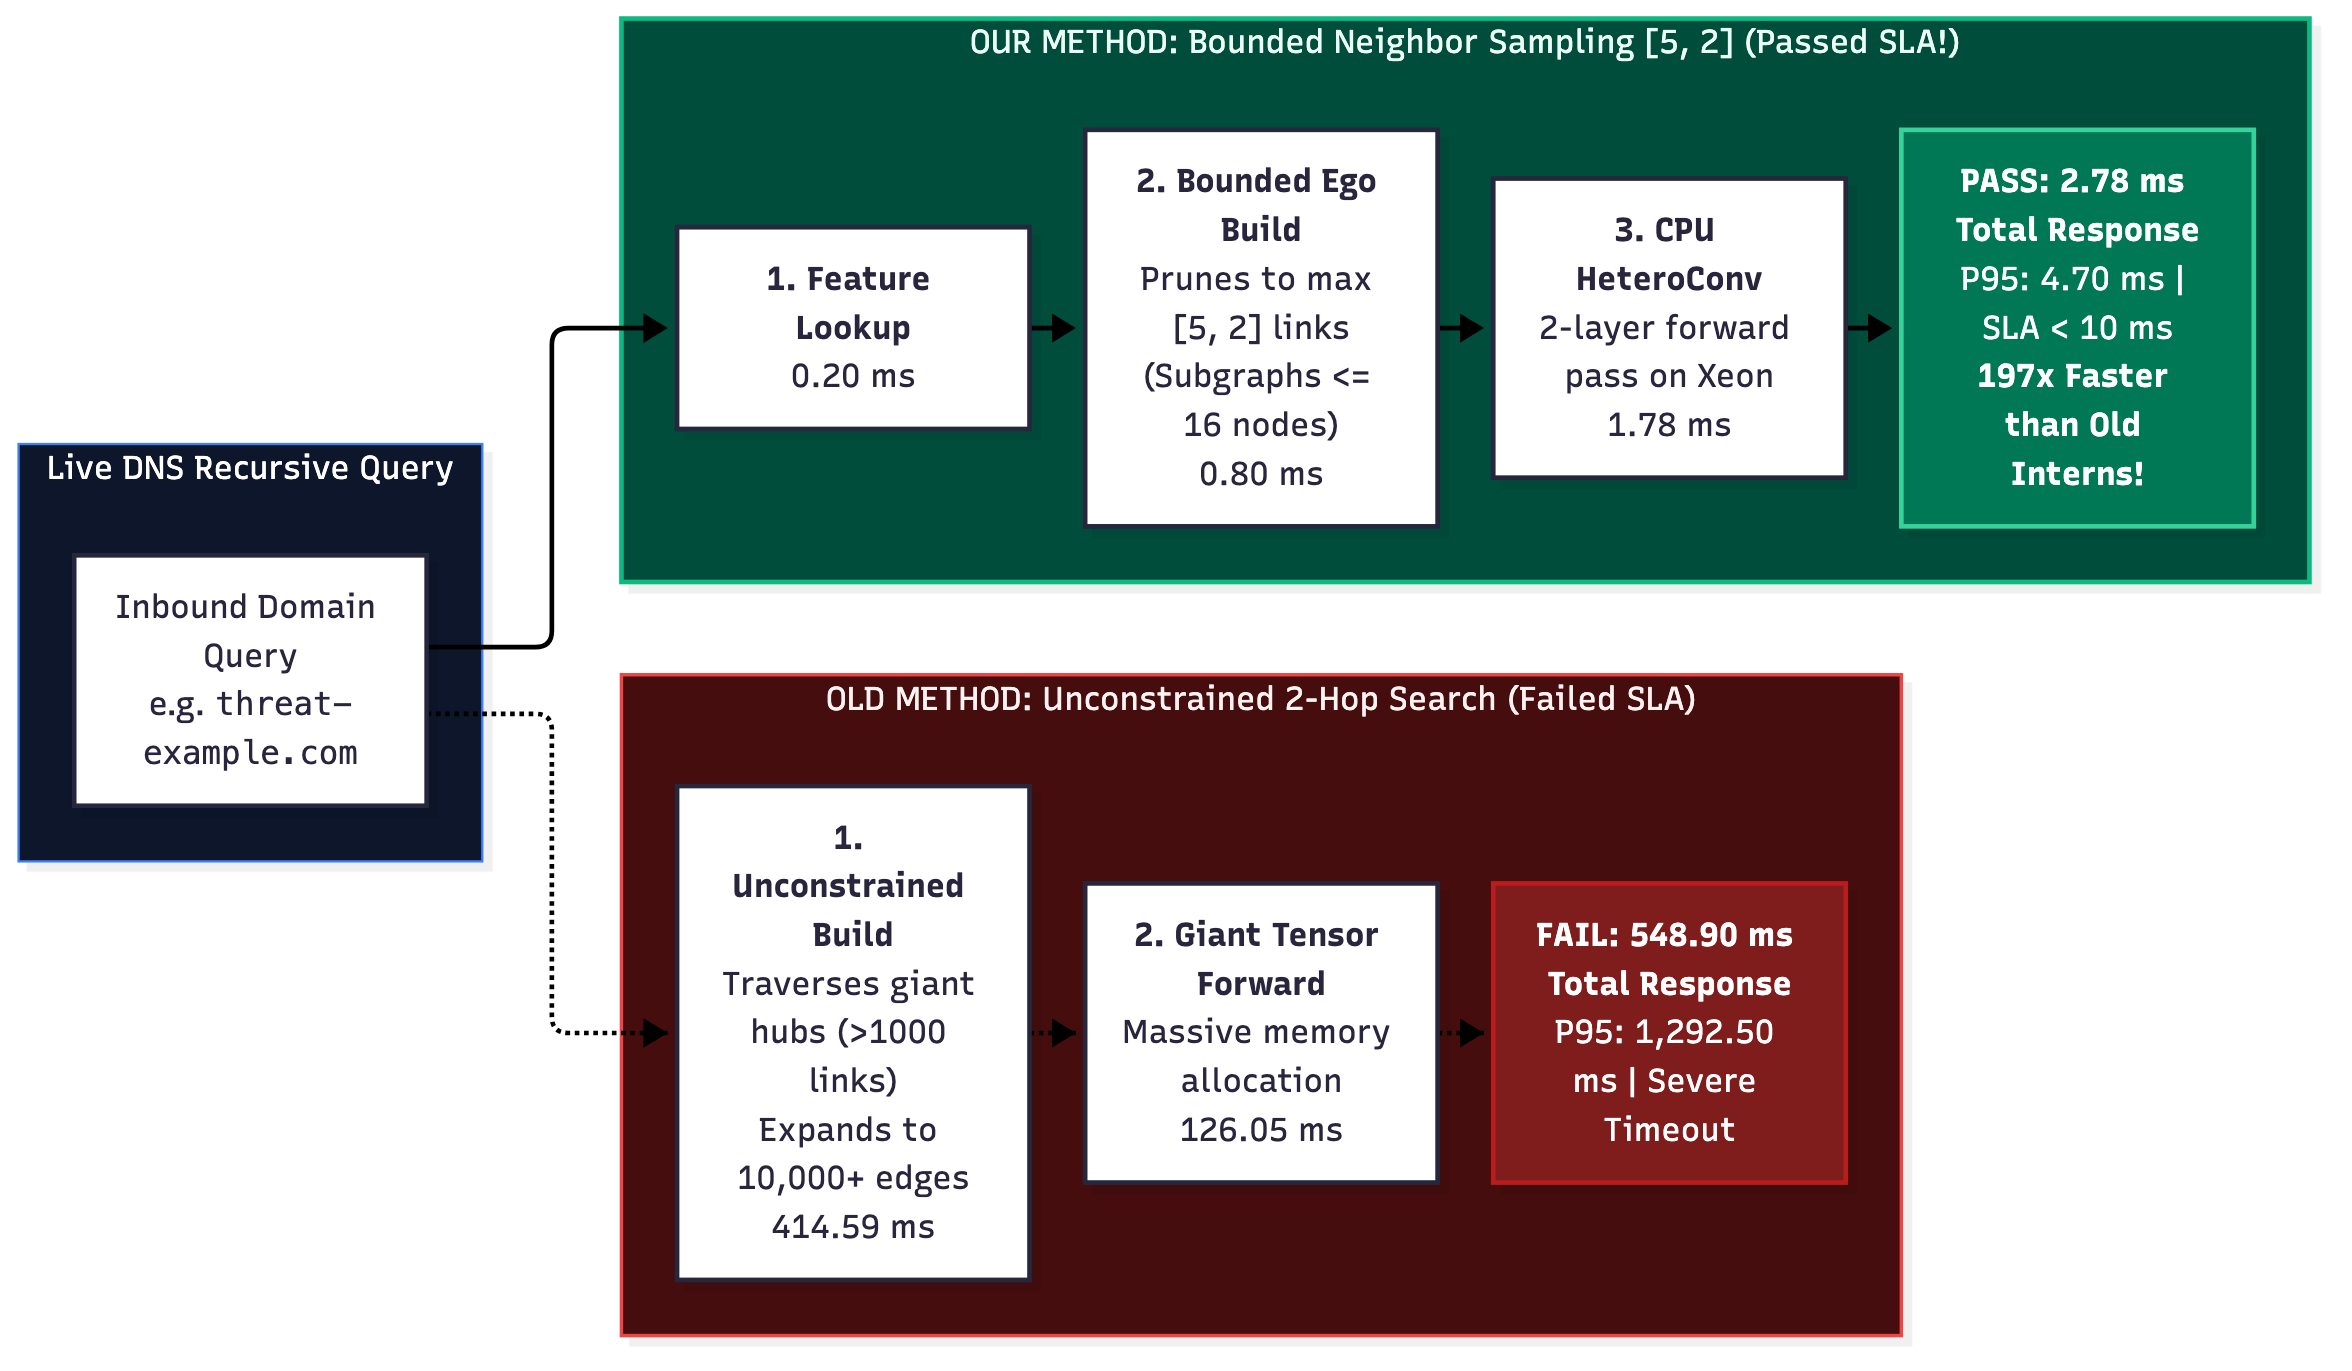 OUR METHOD: Bounded Neighbor Sampling [5, 2] (Passed SLA!)
1. Feature
Lookup
0.20 ms
2. Bounded Ego
Build
Prunes to max
[5, 2] links
(Subgraphs <=
16 nodes)
0.80 ms
3. CPU
HeteroConv
2-layer forward
pass on Xeon
1.78 ms
PASS: 2.78 ms
Total Response
P95: 4.70 ms |
SLA < 10 ms
197x Faster
than Old
Interns!
Live DNS Recursive Query
Inbound Domain
Query
e.g. threat-
example.com
OLD METHOD: Unconstrained 2-Hop Search (Failed SLA)
1.
Unconstrained
Build
Traverses giant
hubs (>1000
links)
Expands to
10,000+ edges
414.59 ms
2. Giant Tensor
Forward
Massive memory
allocation
126.05 ms
FAIL: 548.90 ms
Total Response
P95: 1,292.50
ms | Severe
Timeout